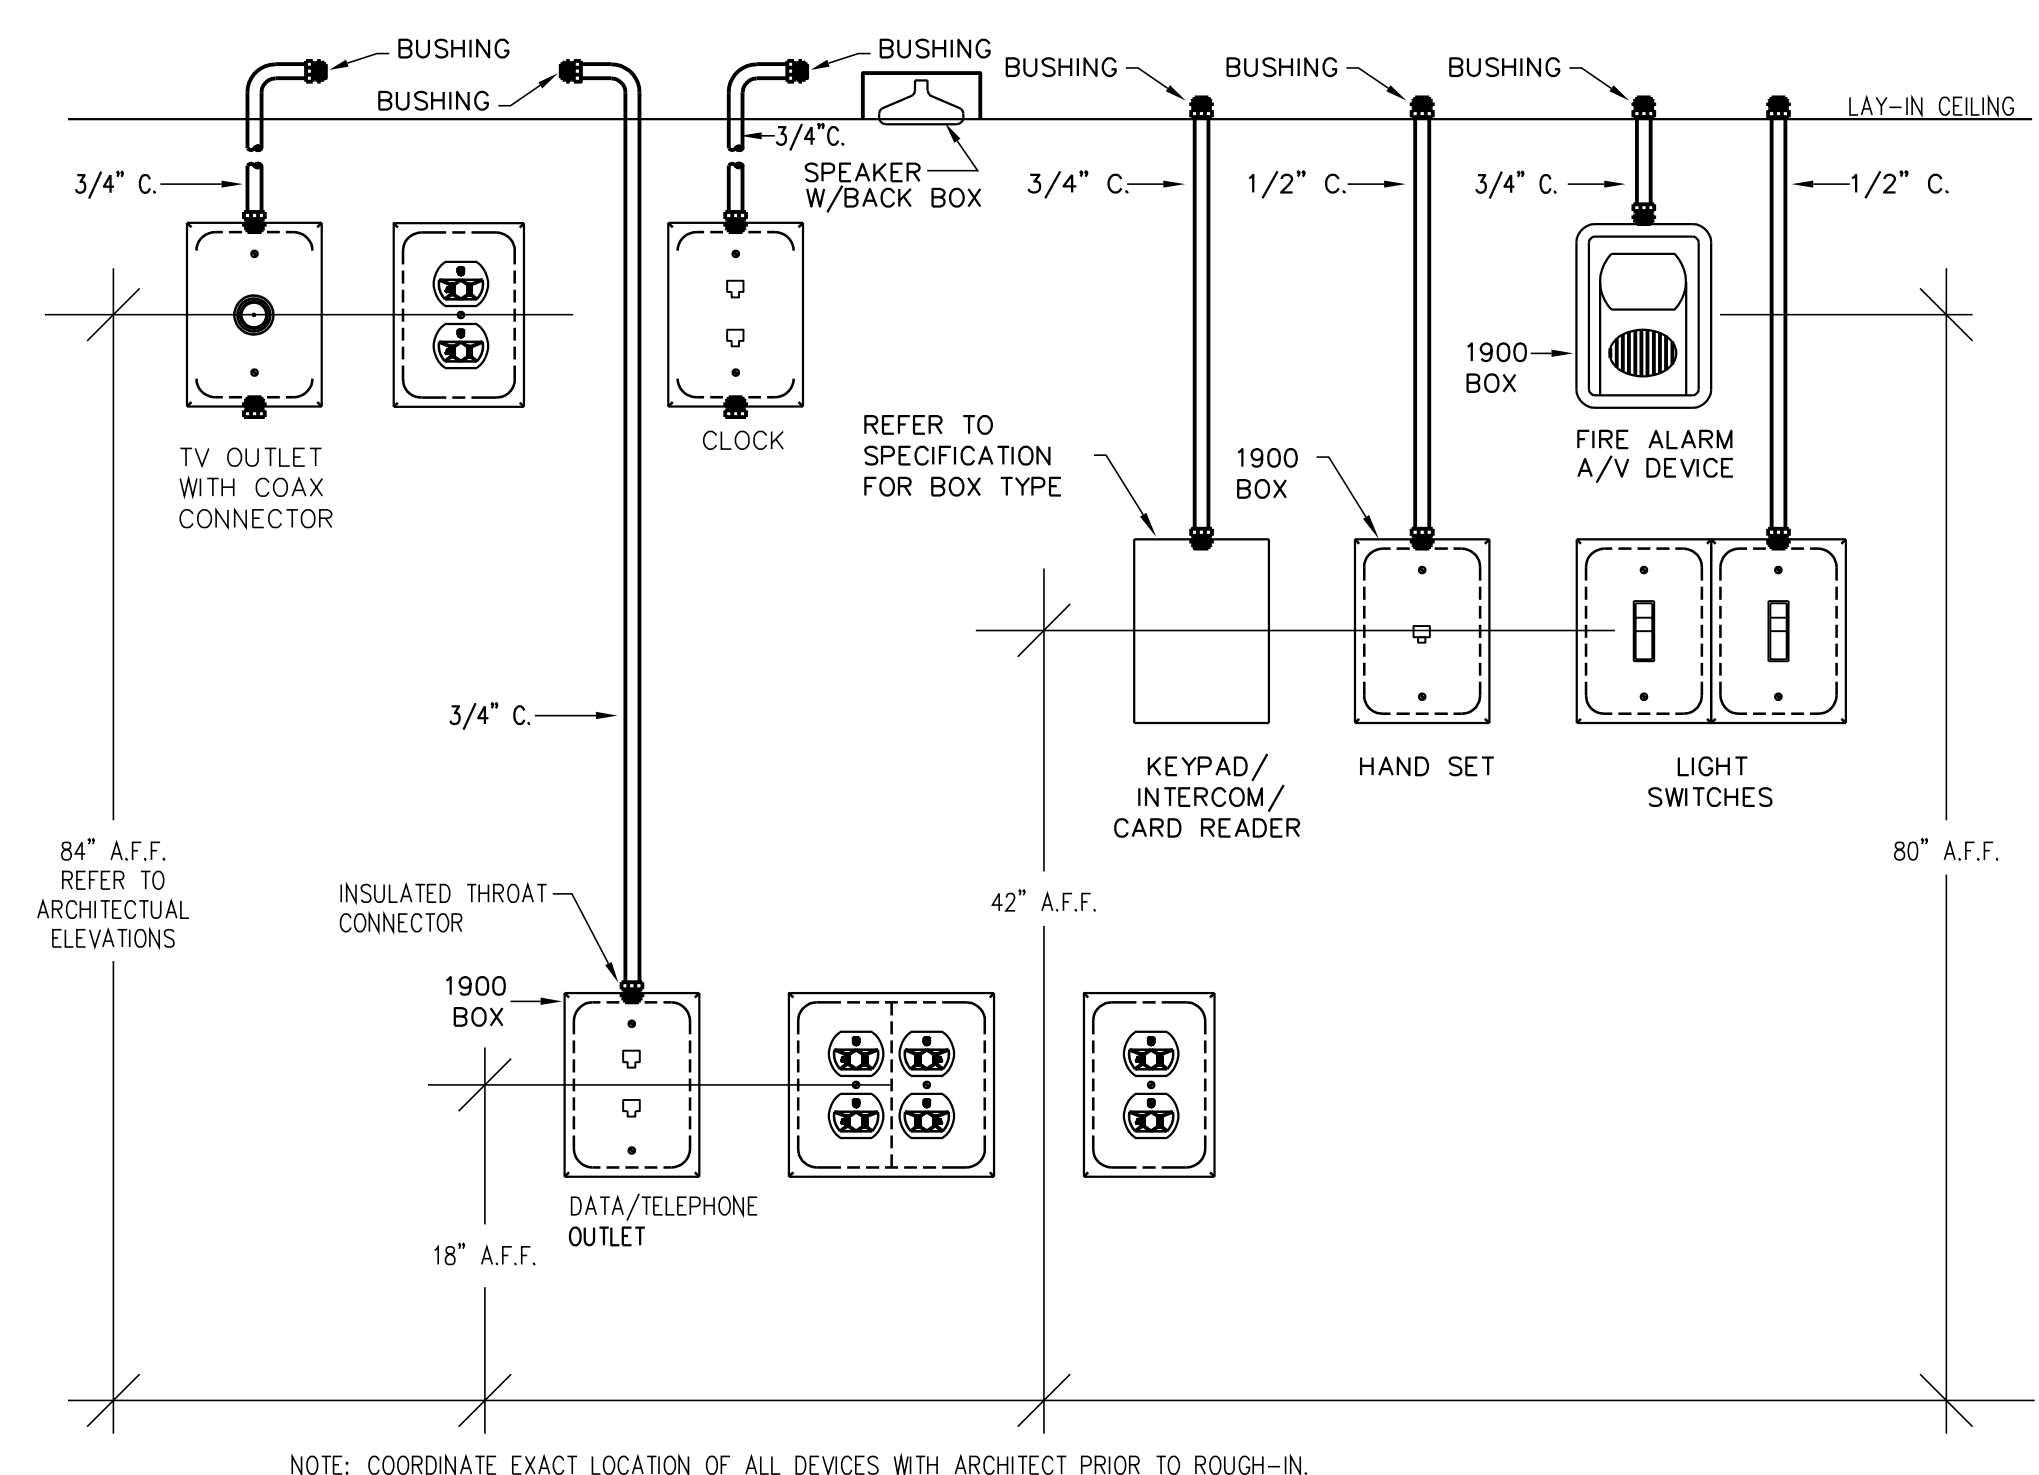 BUSHING
BUSHING
BUSHING
BUSHING
BUSHING
BUSHING
LAY-IN CEILING
3/4"C.
SPEAKER
W/BACK BOX
3/4" C.
3/4" C.
1/2" C.
3/4" C.
1/2" C.
1900
BOX
TV OUTLET
WITH COAX
CONNECTOR
CLOCK
REFER TO
SPECIFICATION
FOR BOX TYPE
1900
BOX
FIRE ALARM
A/V DEVICE
3/4" C.
KEYPAD/
INTERCOM/
CARD READER
HAND SET
LIGHT
SWITCHES
84" A.F.F.
REFER TO
ARCHITECTUAL
ELEVATIONS
INSULATED THROAT
CONNECTOR
42" A.F.F.
80" A.F.F.
1900
BOX
DATA/TELEPHONE
OUTLET
18" A.F.F.
NOTE: COORDINATE EXACT LOCATION OF ALL DEVICES WITH ARCHITECT PRIOR TO ROUGH-IN.